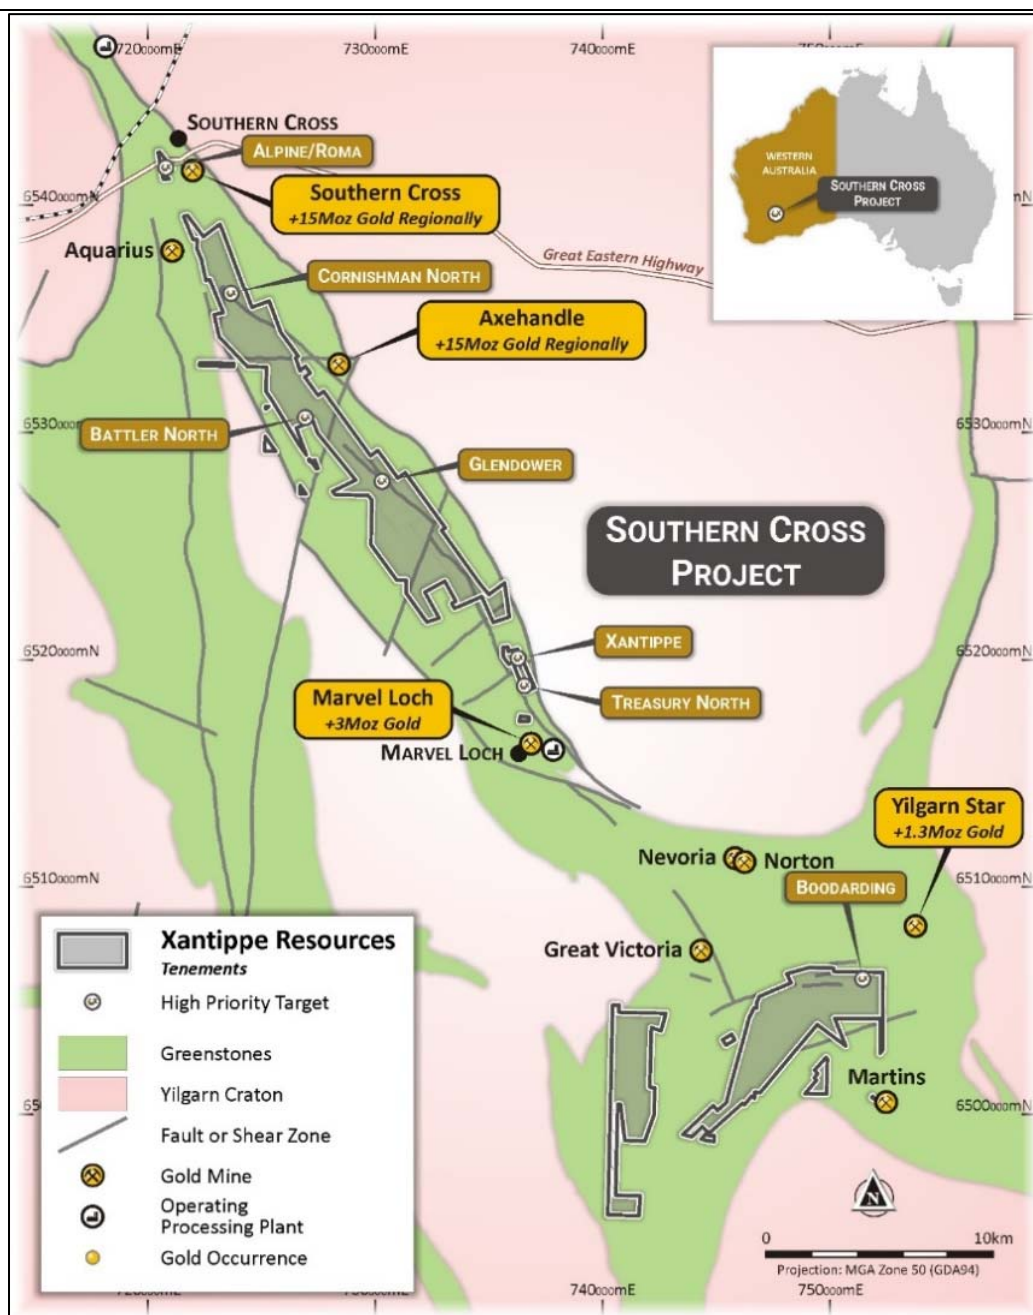 720000mE
730000mE
740000mE
SOUTHERN CROSS
ALPINE/ROMA
Southern Cross
+15Moz Gold Regionally
6540000mN
Aquarius
CORNISHMAN NORTH
Great Eastern Highway
Axehandle
+15Moz Gold Regionally
WESTERN
AUSTRALIA
SOUTHERN CROSS
PROJECT
6530000mN
6530000mN
BATTLER NORTH
GLENDOWER
SOUTHERN CROSS
PROJECT
6520000mN
6520000mN
XANTIPPE
TREASURY NORTH
Marvel Loch
+3Moz Gold
MARVEL LOCH
Yilgarn Star
+1.3Moz Gold
Nevoria
Norton
6510000mN
6510000mN
BOODARDING
Great Victoria
Martins
6500000mN
Xantippe Resources
Tenements
High Priority Target
Greenstones
Yilgarn Craton
Fault or Shear Zone
Gold Mine
Operating
Processing Plant
Gold Occurrence
N
0
10km
Projection: MGA Zone 50 (GDA94)
740000mE
750000mE